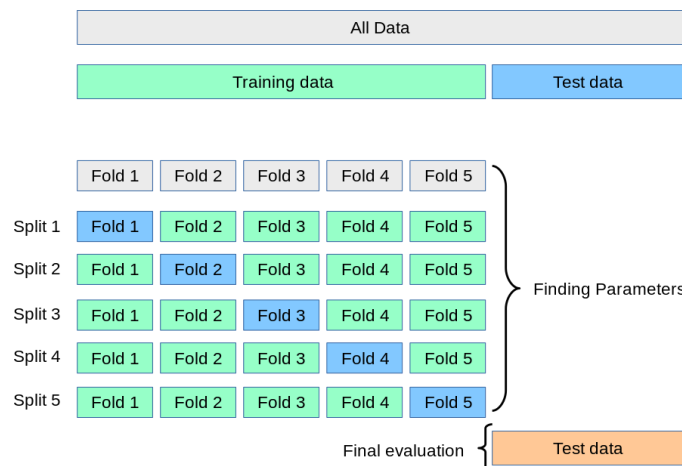 All Data
Training data Test data
Fold 1 Fold 2 Fold 3 Fold 4 Fold 5
Split 1 Fold 1 Fold 2 Fold 3 Fold 4 Fold 5
Split 2 Fold 1 Fold 2 Fold 3 Fold 4 Fold 5
Finding Parameters
Split 3 Fold 1 Fold 2 Fold 3 Fold 4 Fold 5
Split 4 Fold 1 Fold 2 Fold 3 Fold 4 Fold 5
Split 5 Fold 1 Fold 2 Fold 3 Fold 4 Fold 5
Final evaluation Test data